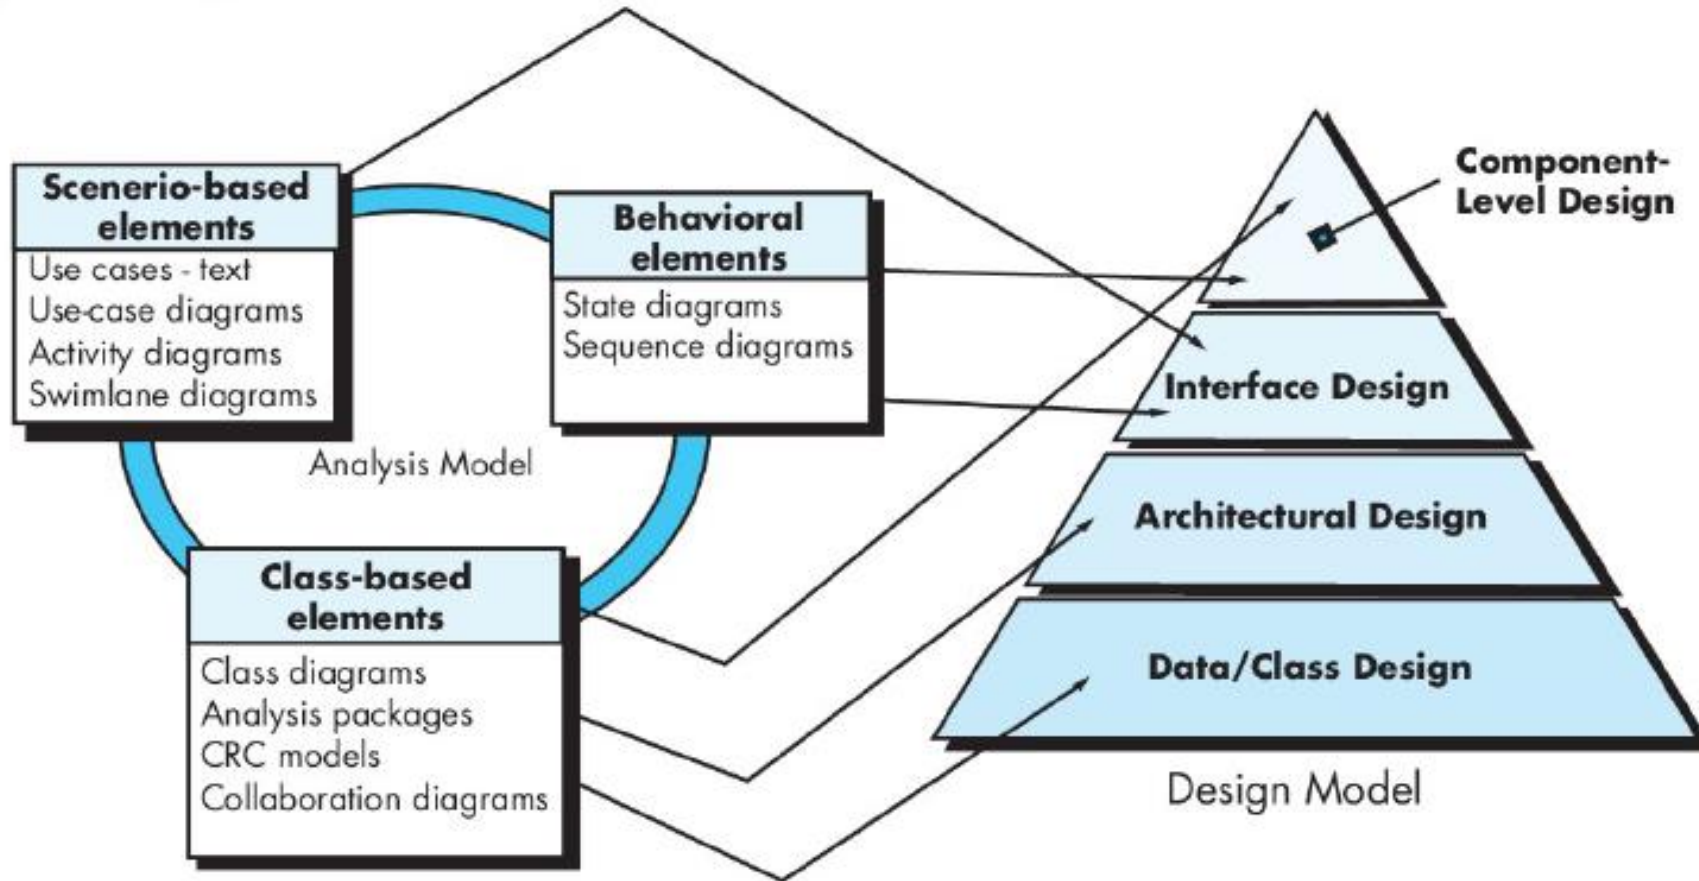 Scenerio-based
elements
Use cases - text
Use-case diagrams
Activity diagrams
Swimlane diagrams
Behavioral
elements
State diagrams
Sequence diagrams
Analysis Model
Class-based
elements
Class diagrams
Analysis packages
CRC models
Collaboration diagrams
Component-
Level Design
Interface Design
Architectural Design
Data/Class Design
Design Model